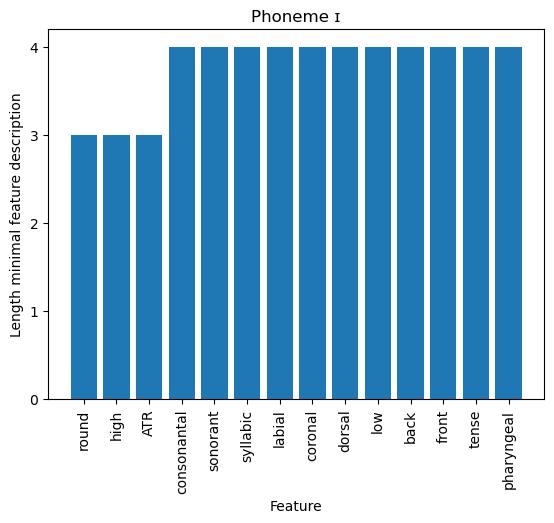 Phoneme ɪ
Length minimal feature description
4
3
2
1
0
round
high
ATR
consonantal
sonorant
syllabic
labial
coronal
dorsal
low
back
front
tense
pharyngeal
Feature